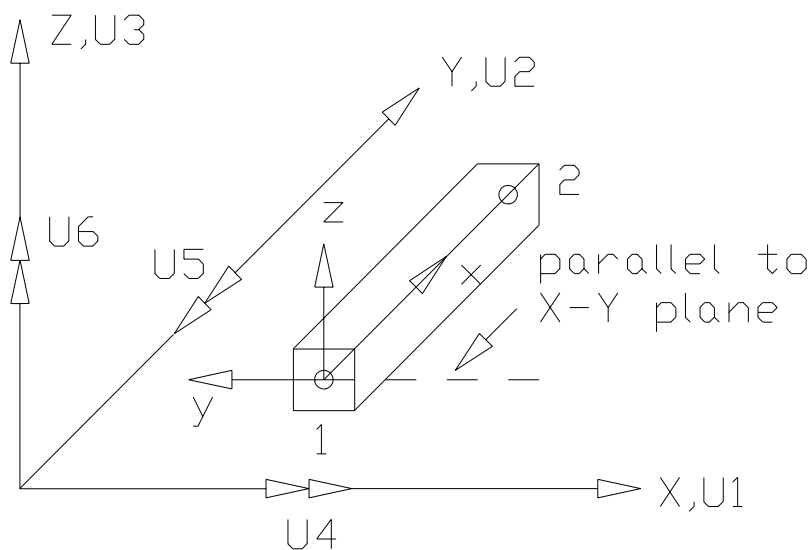 Z,U3
Y,U2
2
z
U6
U5
parallel to
x
X-Y plane
y
1
X,U1
U4